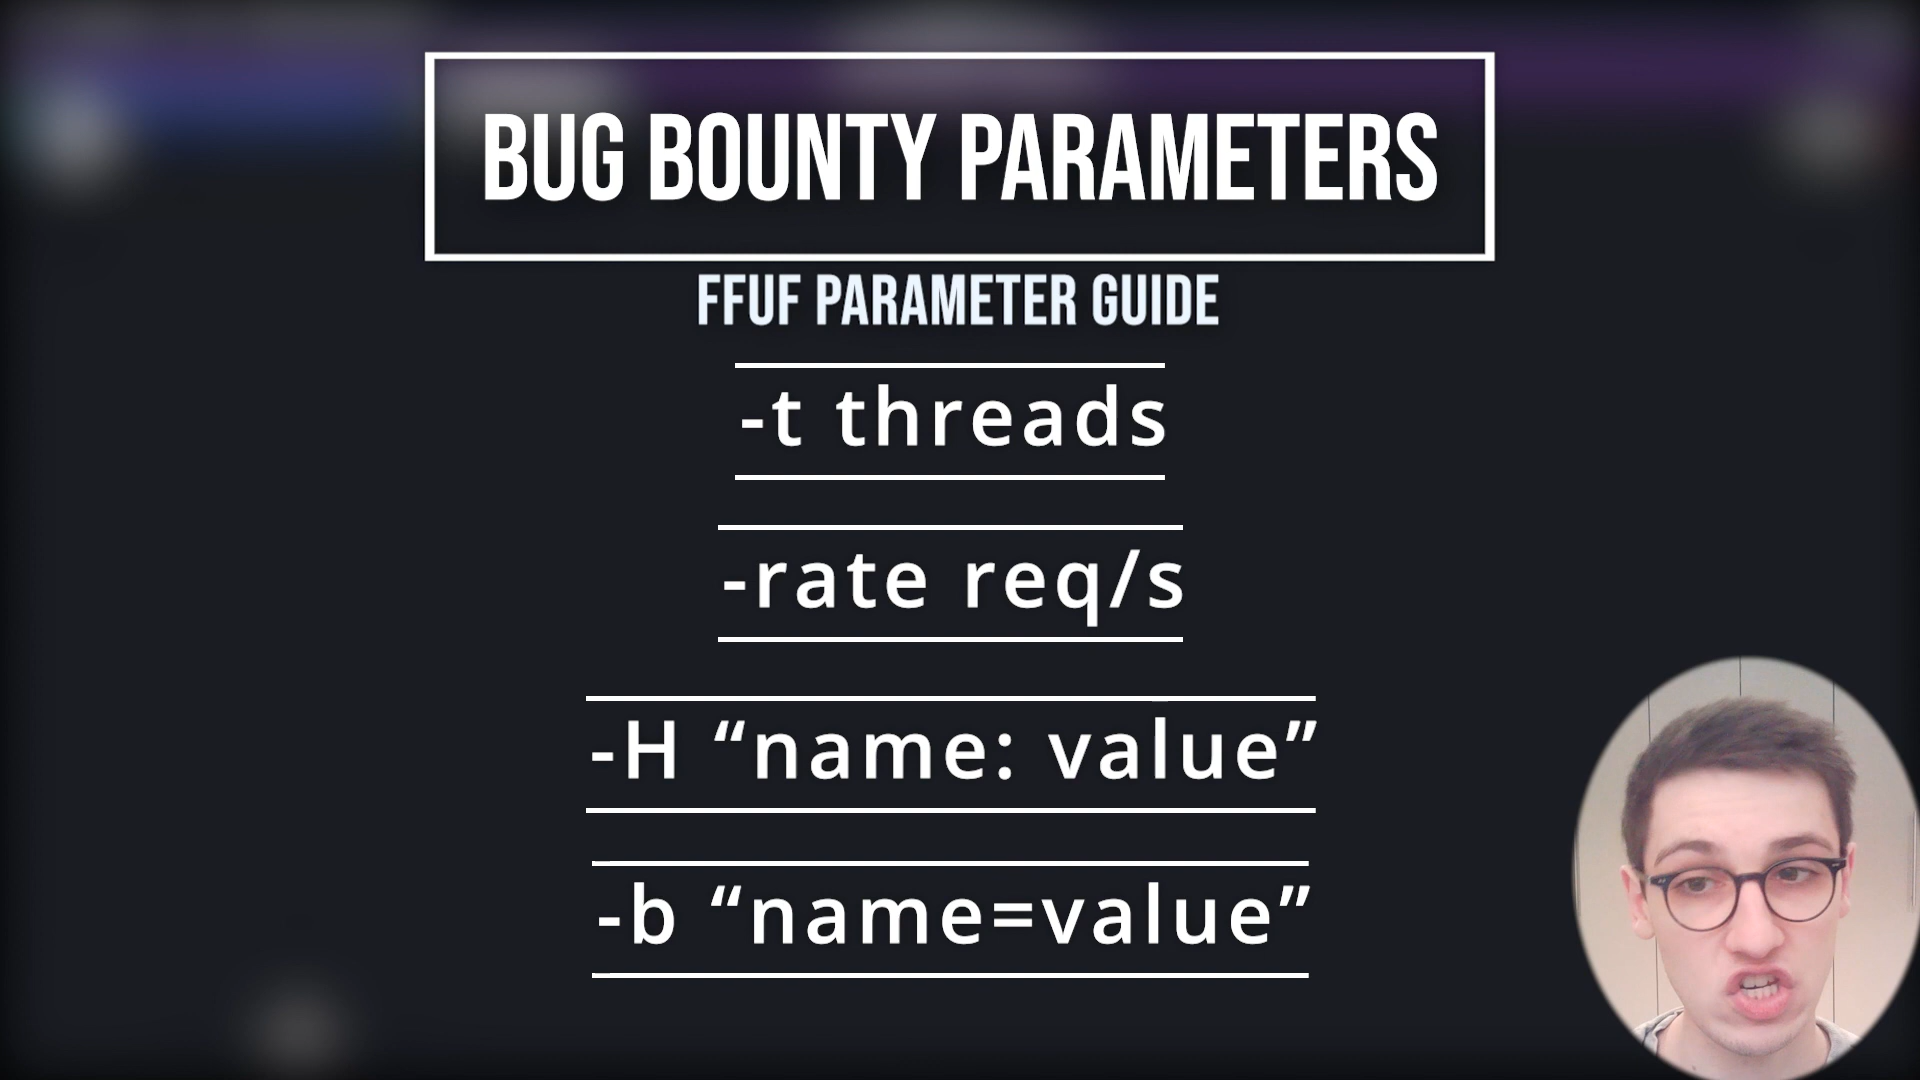 BUG BOUNTY PARAMETERS
FFUF PARAMETER GUIDE
-t threads
-rate req/s
-H “name: value”
-b “name=value”